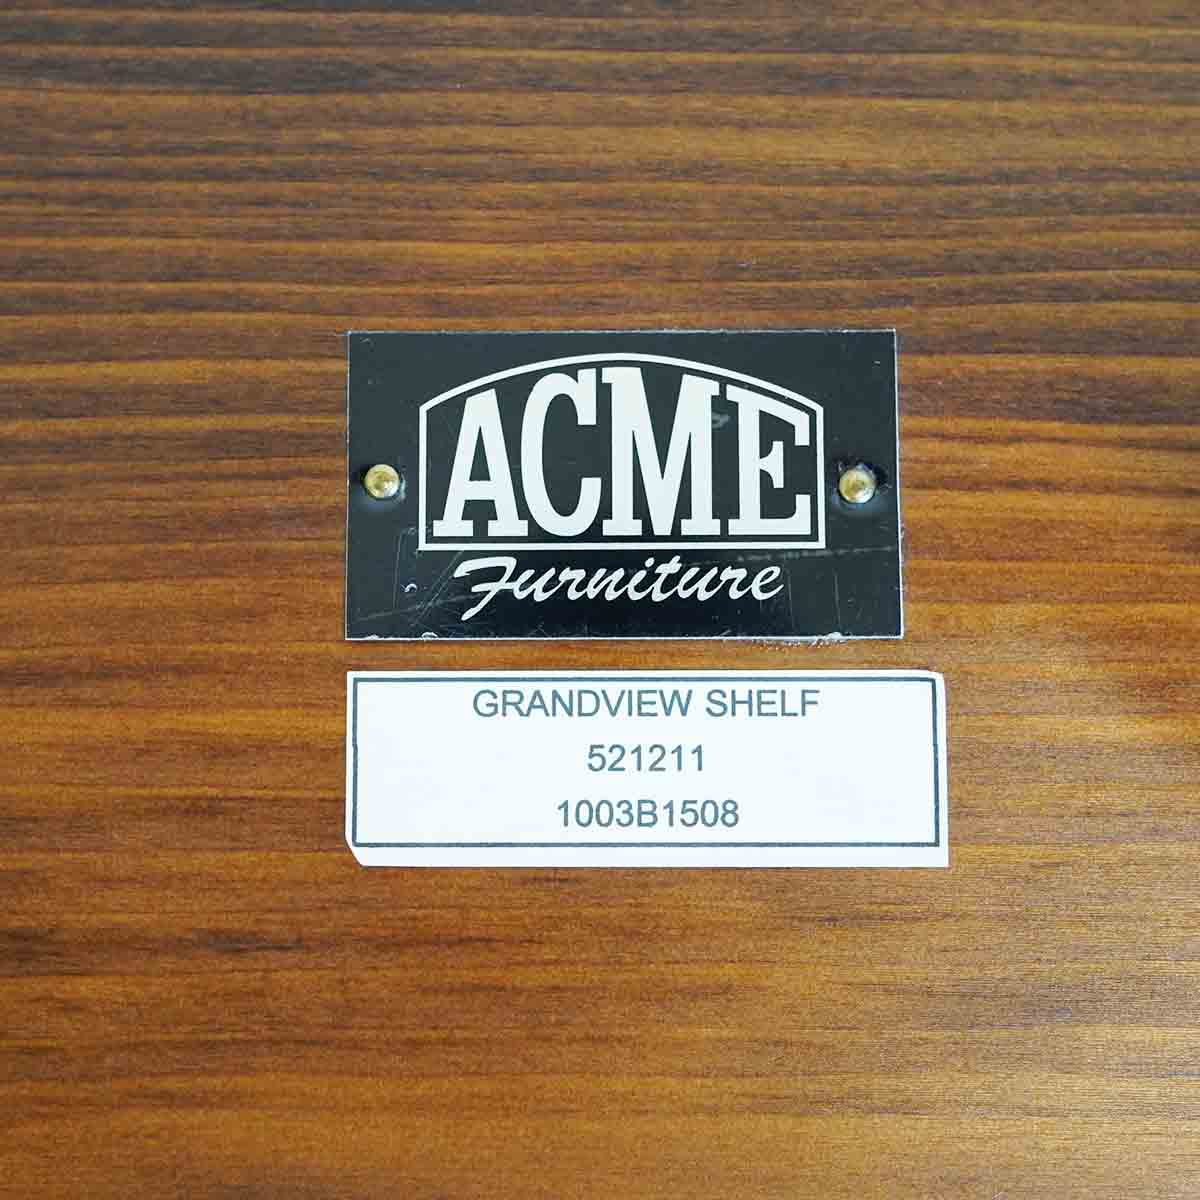 ACME
Furniture
GRANDVIEW SHELF
521211
1003B1508